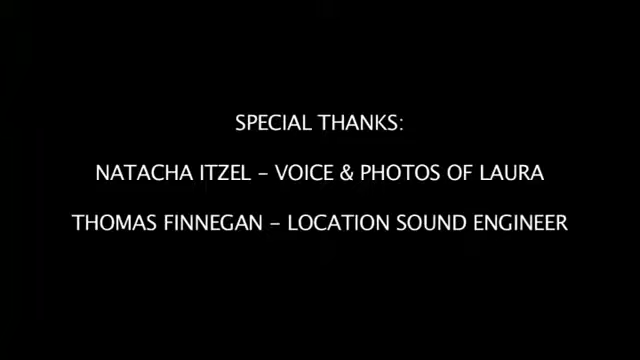 SPECIAL THANKS:
NATACHA ITZEL – VOICE & PHOTOS OF LAURA
THOMAS FINNEGAN – LOCATION SOUND ENGINEER